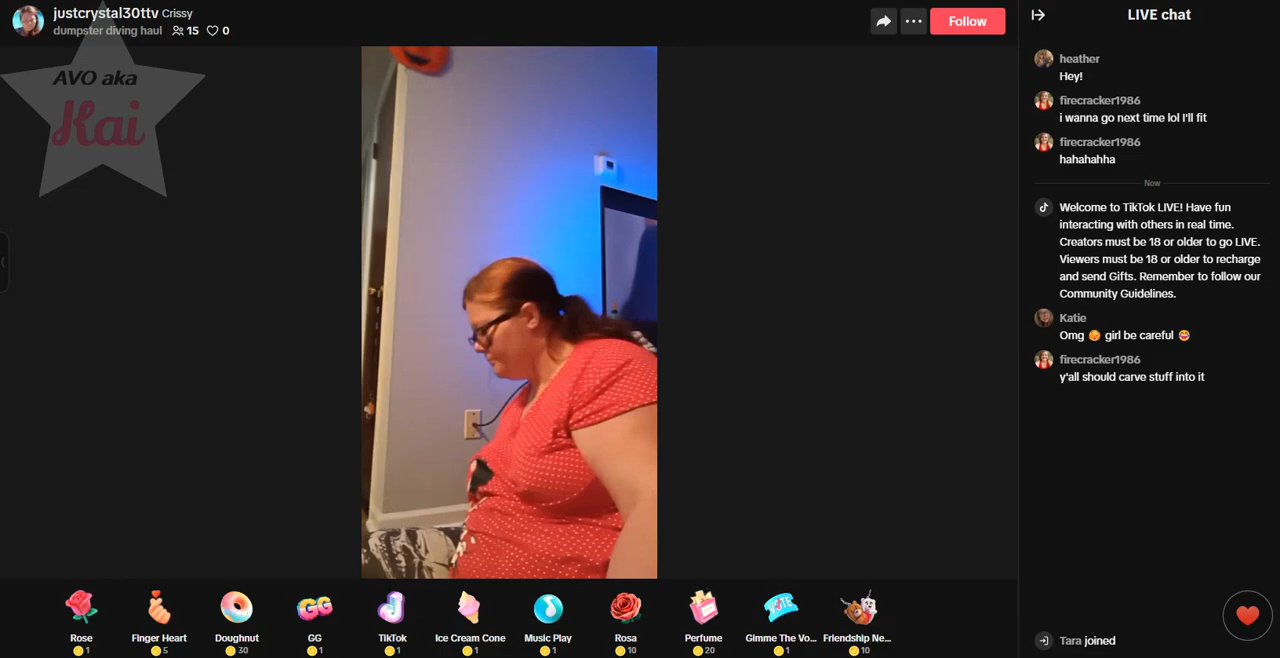 justcrystal30ttv Crissy
dumpster diving haul 15 0
Follow
AVO aka
Kai
LIVE chat
heather
Hey!
firecracker1986
i wanna go next time lol I'll fit
firecracker1986
hahahahha
New
Welcome to TikTok LIVE! Have fun
interacting with others in real time.
Creators must be 18 or older to go LIVE.
Viewers must be 18 or older to recharge
and send Gifts. Remember to follow our
Community Guidelines.
Katie
Omg 😡 girl be careful 😂
firecracker1986
y'all should carve stuff into it
Tara joined
GG
Rose Finger Heart Doughnut GG TikTok Ice Cream Cone Music Play Rosa Perfume GImme The Vo... Friendship Ne...
1 5 30 1 1 1 1 10 20 1 10